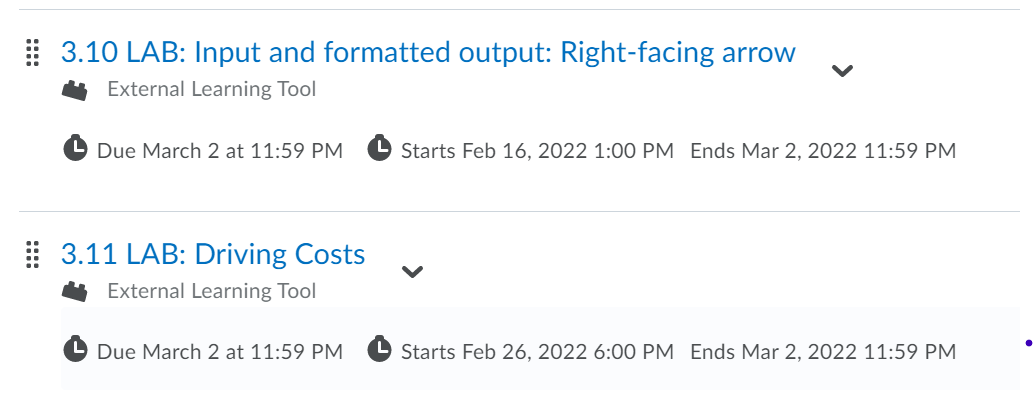 3.10 LAB: Input and formatted output: Right-facing arrow
External Learning Tool
Due March 2 at 11:59 PM Starts Feb 16, 2022 1:00 PM Ends Mar 2, 2022 11:59 PM
3.11 LAB: Driving Costs
External Learning Tool
Due March 2 at 11:59 PM Starts Feb 26, 2022 6:00 PM Ends Mar 2, 2022 11:59 PM